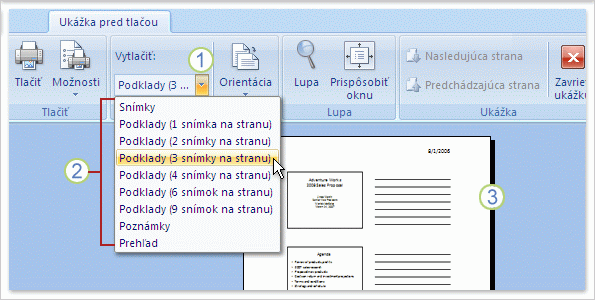 Ukážka pred tlačou
Tlačiť
Možnosti
Tlačiť
Vytlačiť:
1
Podklady (3 ...
Orientácia
Lupa
Prispôsobiť
oknu
Lupa
Nasledujúca strana
Predchádzajúca strana
Ukážka
Zavrieť
ukážku
2
Snímky
Podklady (1 snímka na stranu)
Podklady (2 snímky na stranu)
Podklady (3 snímky na stranu)
Podklady (4 snímky na stranu)
Podklady (6 snímok na stranu)
Podklady (9 snímok na stranu)
Poznámky
Prehľad
8/1/2006
3
Adventure Works
2006 Sales Proposal
Agenda